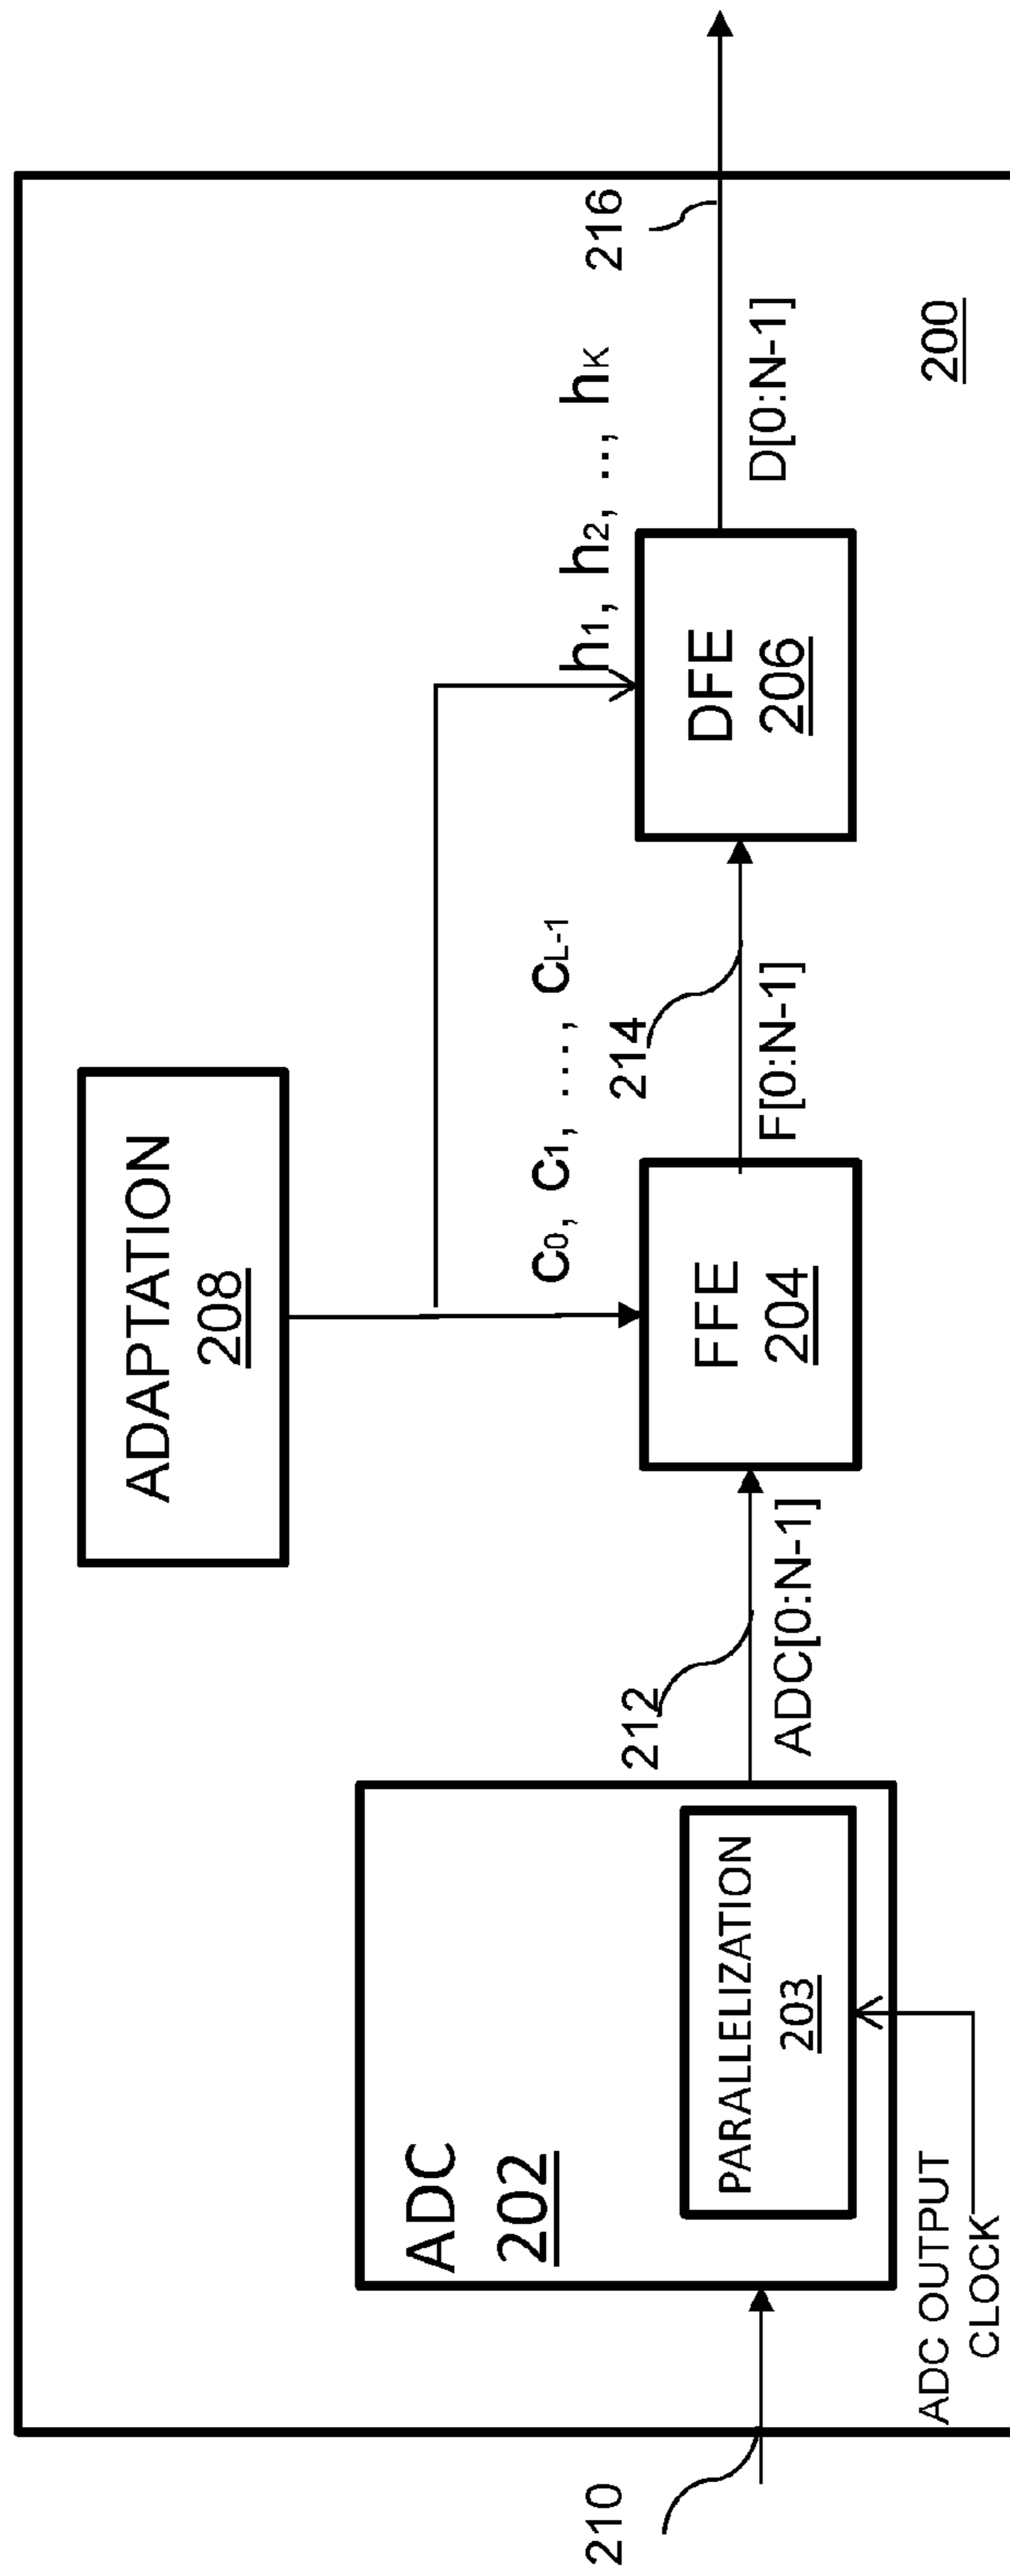 ADAPTATION
208
h1, h2, .., hK
c0, c1, ...., cL-1
216
ADC
202
212
FFE
204
214
DFE
206
PARALLELIZATION
203
210
ADC[0:N-1]
F[0:N-1]
D[0:N-1]
ADC OUTPUT
CLOCK
200